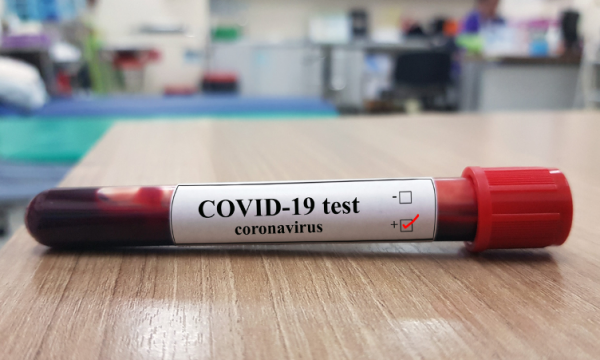 COVID-19 test
coronavirus
-
+